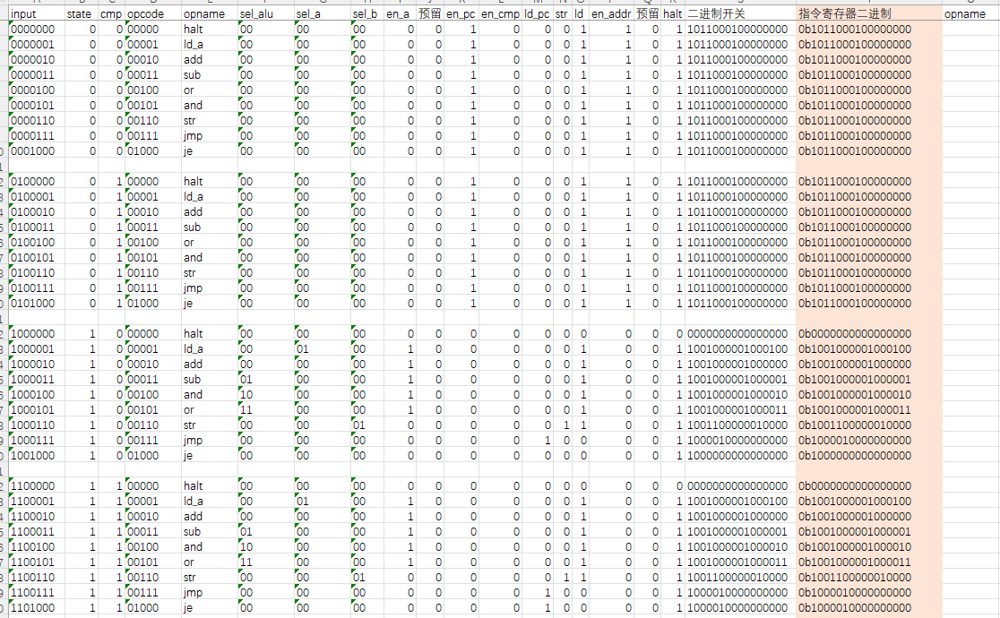 input state cmp opcode opname sel_alu sel_a sel_b en_a 预留 en_pc en_cmp ld_pc str ld en_addr 预留 halt 二进制开关 指令寄存器二进制 opname
0000000 0 0 00000 halt 00 00 00 0 0 1 0 0 0 1 1 0 1 1011000100000000 0b1011000100000000
0000001 0 0 00001 ld_a 00 00 00 0 0 1 0 0 0 1 1 0 1 1011000100000000 0b1011000100000000
0000010 0 0 00010 add 00 00 00 0 0 1 0 0 0 1 1 0 1 1011000100000000 0b1011000100000000
0000011 0 0 00011 sub 00 00 00 0 0 1 0 0 0 1 1 0 1 1011000100000000 0b1011000100000000
0000100 0 0 00100 or 00 00 00 0 0 1 0 0 0 1 1 0 1 1011000100000000 0b1011000100000000
0000101 0 0 00101 and 00 00 00 0 0 1 0 0 0 1 1 0 1 1011000100000000 0b1011000100000000
0000110 0 0 00110 str 00 00 00 0 0 1 0 0 0 1 1 0 1 1011000100000000 0b1011000100000000
0000111 0 0 00111 jmp 00 00 00 0 0 1 0 0 0 1 1 0 1 1011000100000000 0b1011000100000000
0001000 0 0 01000 je 00 00 00 0 0 1 0 0 0 1 1 0 1 1011000100000000 0b1011000100000000
0100000 0 1 00000 halt 00 00 00 0 0 1 0 0 0 1 1 0 1 1011000100000000 0b1011000100000000
0100001 0 1 00001 ld_a 00 00 00 0 0 1 0 0 0 1 1 0 1 1011000100000000 0b1011000100000000
0100010 0 1 00010 add 00 00 00 0 0 1 0 0 0 1 1 0 1 1011000100000000 0b1011000100000000
0100011 0 1 00011 sub 00 00 00 0 0 1 0 0 0 1 1 0 1 1011000100000000 0b1011000100000000
0100100 0 1 00100 or 00 00 00 0 0 1 0 0 0 1 1 0 1 1011000100000000 0b1011000100000000
0100101 0 1 00101 and 00 00 00 0 0 1 0 0 0 1 1 0 1 1011000100000000 0b1011000100000000
0100110 0 1 00110 str 00 00 00 0 0 1 0 0 0 1 1 0 1 1011000100000000 0b1011000100000000
0100111 0 1 00111 jmp 00 00 00 0 0 1 0 0 0 1 1 0 1 1011000100000000 0b1011000100000000
0101000 0 1 01000 je 00 00 00 0 0 1 0 0 0 1 1 0 1 1011000100000000 0b1011000100000000
1000000 1 0 00000 halt 00 00 00 0 0 0 0 0 0 0 0 0 0 0000000000000000 0b0000000000000000
1000001 1 0 00001 ld_a 00 01 00 1 0 0 0 0 0 1 0 0 1 1001000001000100 0b1001000001000100
1000010 1 0 00010 add 00 00 00 1 0 0 0 0 0 1 0 0 1 1001000001000000 0b1001000001000000
1000011 1 0 00011 sub 01 00 00 1 0 0 0 0 0 1 0 0 1 1001000001000001 0b1001000001000001
1000100 1 0 00100 and 10 00 00 1 0 0 0 0 0 1 0 0 1 1001000001000010 0b1001000001000010
1000101 1 0 00101 or 11 00 00 1 0 0 0 0 0 1 0 0 1 1001000001000011 0b1001000001000011
1000110 1 0 00110 str 00 00 01 0 0 0 0 0 1 1 0 0 1 1001100000010000 0b1001100000010000
1000111 1 0 00111 jmp 00 00 00 0 0 0 0 1 0 0 0 0 1 1000010000000000 0b1000010000000000
1001000 1 0 01000 je 00 00 00 0 0 0 0 0 0 0 0 0 1 1000000000000000 0b1000000000000000
1100000 1 1 00000 halt 00 00 00 0 0 0 0 0 0 0 0 0 0 0000000000000000 0b0000000000000000
1100001 1 1 00001 ld_a 00 01 00 1 0 0 0 0 0 1 0 0 1 1001000001000100 0b1001000001000100
1100010 1 1 00010 add 00 00 00 1 0 0 0 0 0 1 0 0 1 1001000001000000 0b1001000001000000
1100011 1 1 00011 sub 01 00 00 1 0 0 0 0 0 1 0 0 1 1001000001000001 0b1001000001000001
1100100 1 1 00100 and 10 00 00 1 0 0 0 0 0 1 0 0 1 1001000001000010 0b1001000001000010
1100101 1 1 00101 or 11 00 00 1 0 0 0 0 0 1 0 0 1 1001000001000011 0b1001000001000011
1100110 1 1 00110 str 00 00 01 0 0 0 0 0 1 1 0 0 1 1001100000010000 0b1001100000010000
1100111 1 1 00111 jmp 00 00 00 0 0 0 0 1 0 0 0 0 1 1000010000000000 0b1000010000000000
1101000 1 1 01000 je 00 00 00 0 0 0 0 1 0 0 0 0 1 1000010000000000 0b1000010000000000